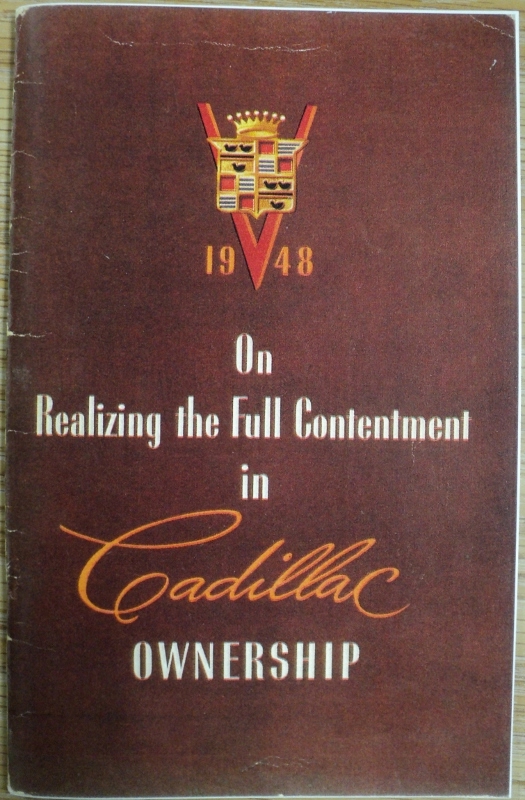 1948
On
Realizing the Full Contentment
in
Cadillac
OWNERSHIP